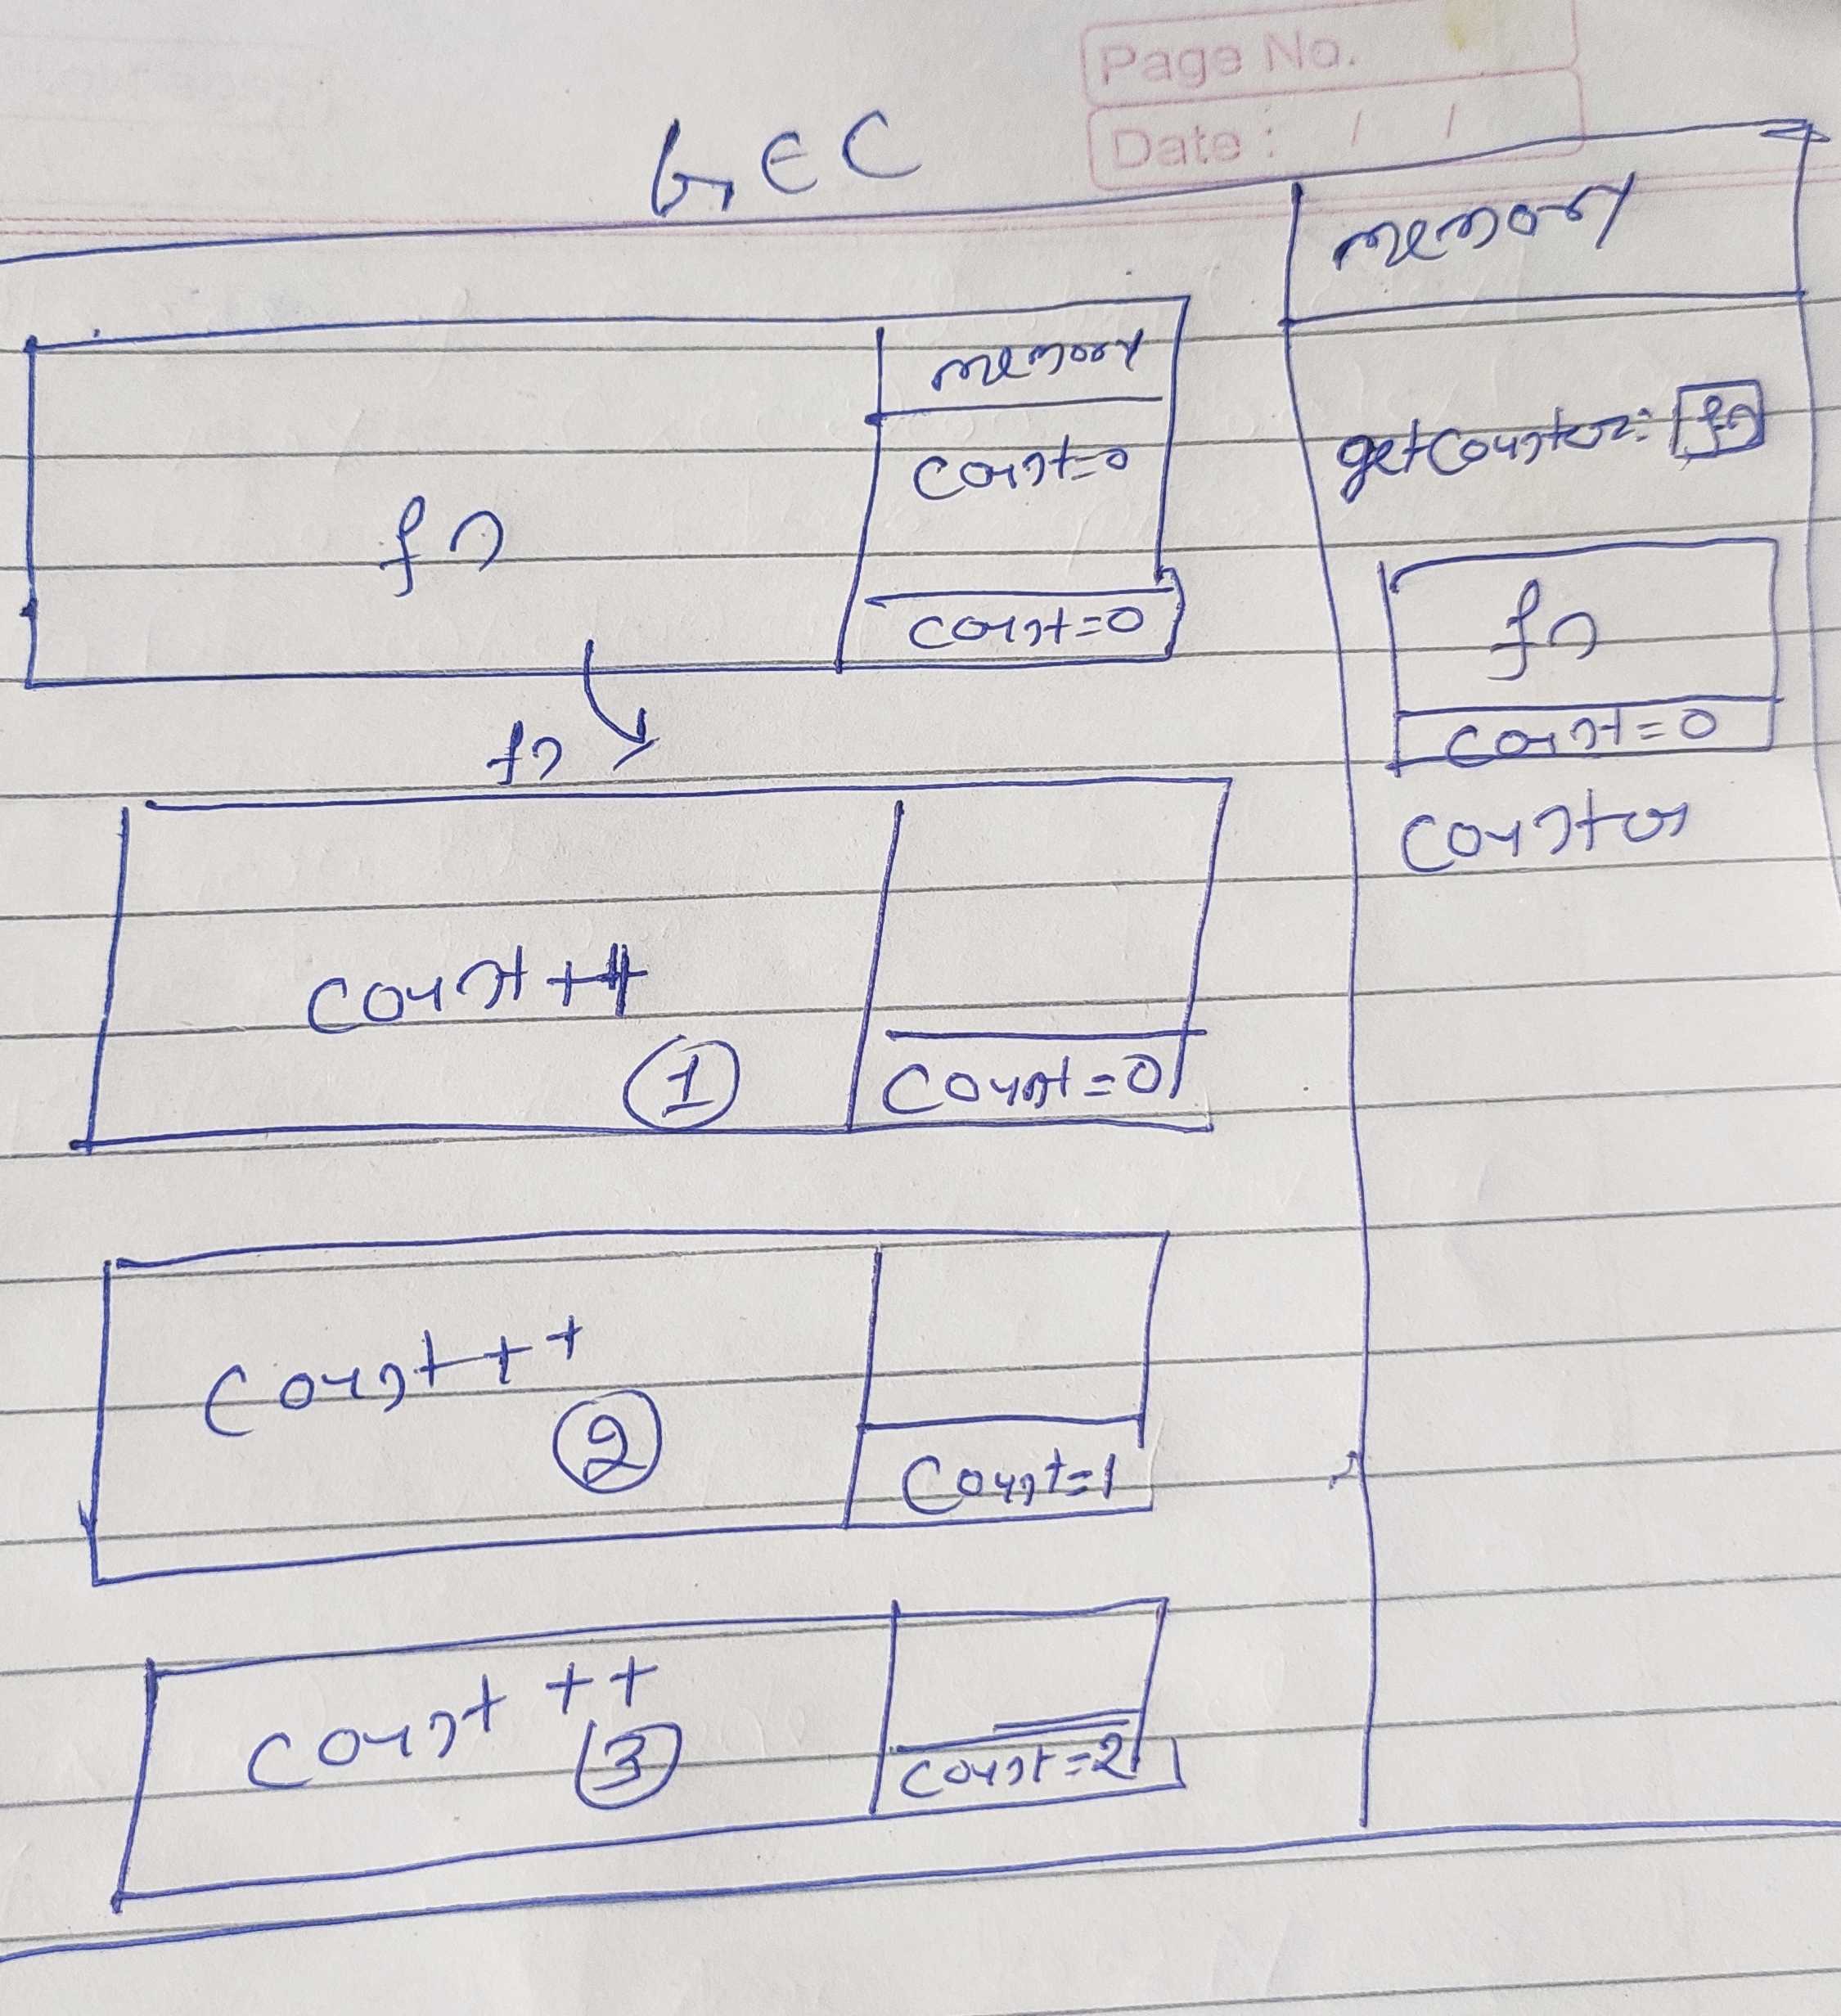 Page No.
Date : / /
GEC
memory
memory
count=0
getCounter: fn
fn
count=0
fn
count=0
fn
counter
count++
1
count=0
count++
2
count=1
count++
3
count=2